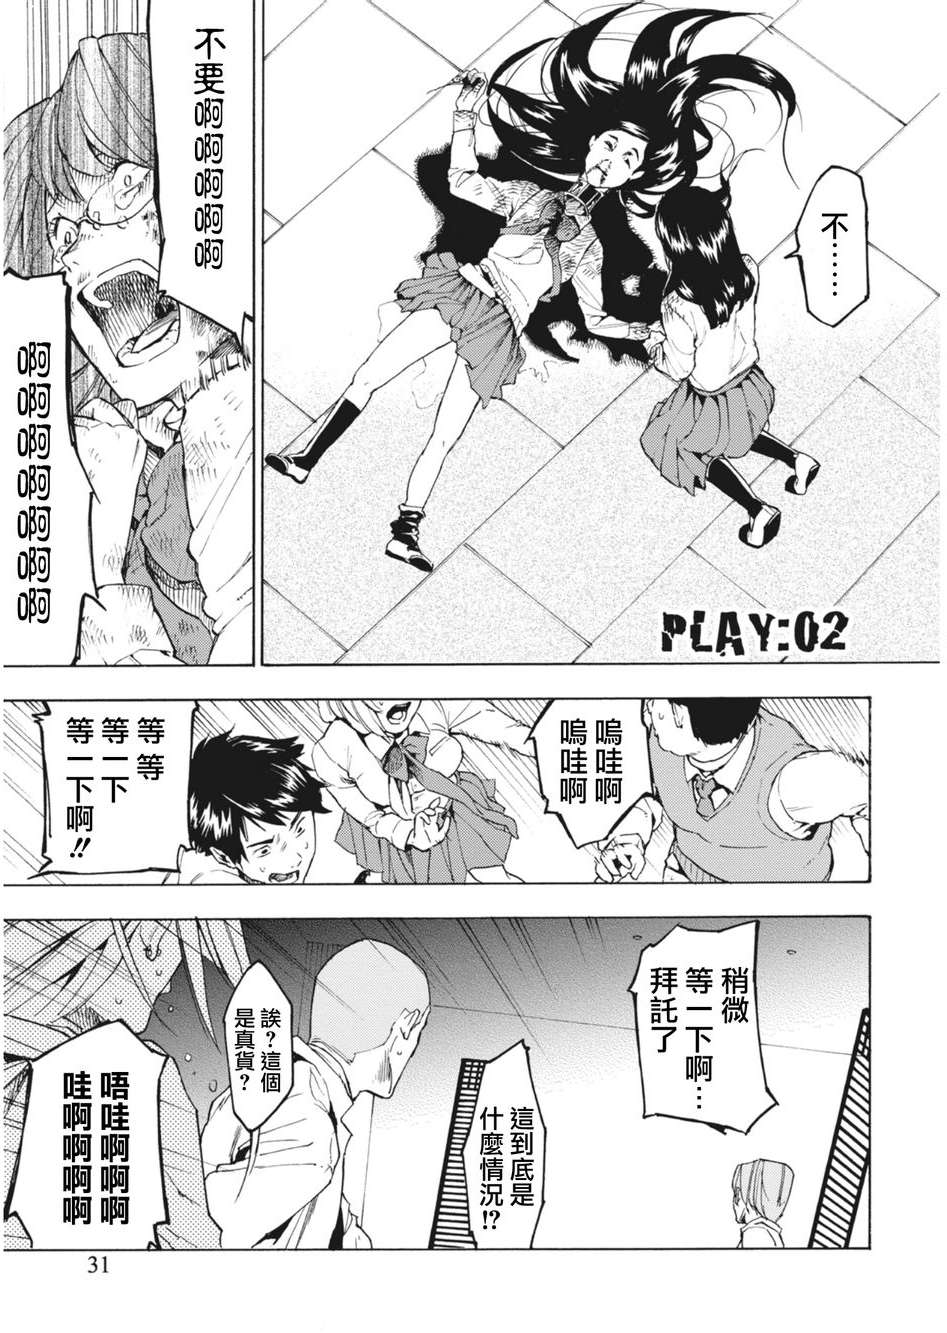 不……
PLAY:02
不要啊啊啊啊啊
啊啊啊啊啊啊啊
嗚哇啊
嗚哇啊
等等
等一下
等一下啊!!
稍微
等一下啊…
拜託了
這到底是
什麼情況!?
誒?這個
是真貨?
唔哇啊啊啊
哇啊啊啊啊
31